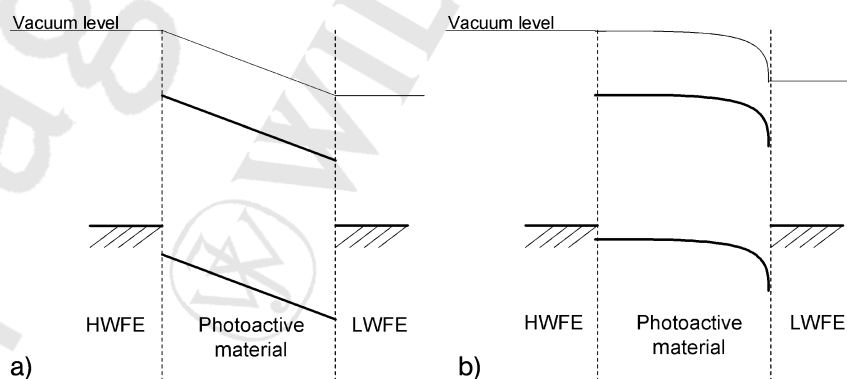 Vacuum level
Vacuum level
HWFE
Photoactive
material
LWFE
HWFE
Photoactive
material
LWFE
a)
b)